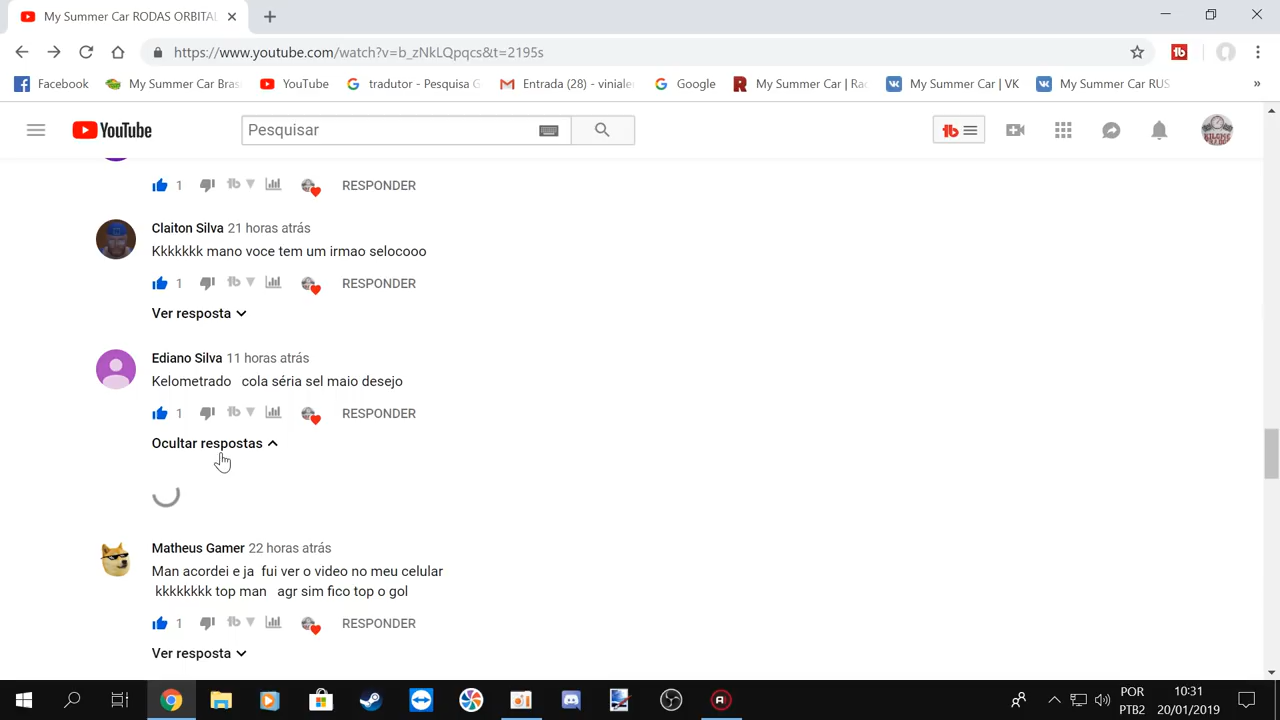 My Summer Car RODAS ORBITAL
https://www.youtube.com/watch?v=b_zNkLQpqcs&t=2195s
Facebook My Summer Car Bras YouTube tradutor - Pesquisa G Entrada (28) - vinialer Google My Summer Car | Ra My Summer Car | VK My Summer Car RUS »
YouTube Pesquisar
1 RESPONDER
Claiton Silva 21 horas atrás
Kkkkkkk mano voce tem um irmao selocooo
1 RESPONDER
Ver resposta
Ediano Silva 11 horas atrás
Kelometrado cola séria sel maio desejo
1 RESPONDER
Ocultar respostas
Matheus Gamer 22 horas atrás
Man acordei e ja fui ver o video no meu celular
kkkkkkkk top man agr sim fico top o gol
1 RESPONDER
Ver resposta
POR 10:31
PTB2 20/01/2019